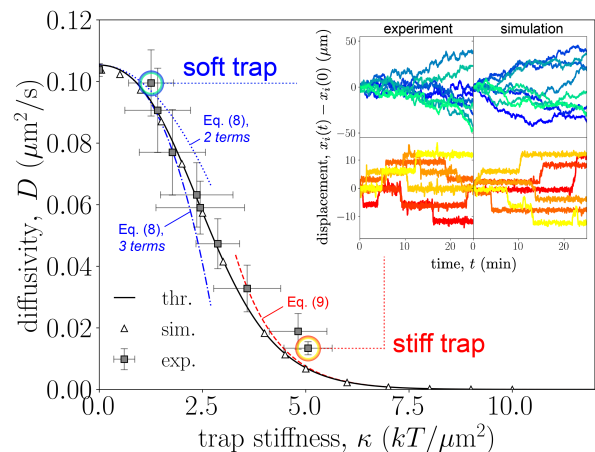 experiment
simulation
displacement, x_i(t) − x_i(0) (μm)
50
0
−50
10
0
−10
0
10
20
0
10
20
time, t (min)
diffusivity, D (μm²/s)
0.12
0.10
0.08
0.06
0.04
0.02
0.00
soft trap
Eq. (8),
2 terms
Eq. (8),
3 terms
Eq. (9)
stiff trap
thr.
sim.
exp.
0.0
2.5
5.0
7.5
10.0
trap stiffness, κ (kT/μm²)